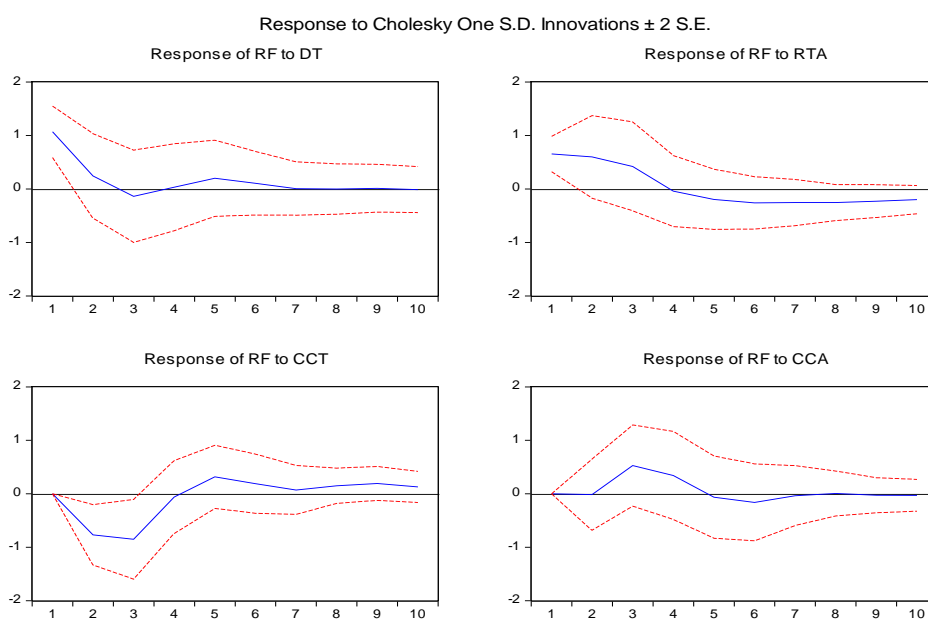 Response to Cholesky One S.D. Innovations ± 2 S.E.
Response of RF to DT
2
1
0
-1
-2
1 2 3 4 5 6 7 8 9 10
Response of RF to RTA
2
1
0
-1
-2
1 2 3 4 5 6 7 8 9 10
Response of RF to CCT
2
1
0
-1
-2
1 2 3 4 5 6 7 8 9 10
Response of RF to CCA
2
1
0
-1
-2
1 2 3 4 5 6 7 8 9 10